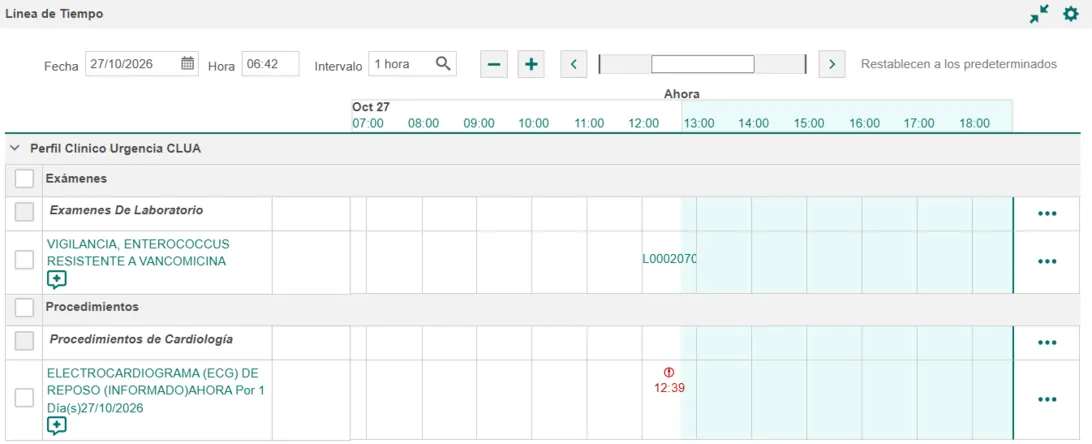 Línea de Tiempo
Fecha 27/10/2026 Hora 06:42 Intervalo 1 hora Restablecen a los predeterminados
Ahora
Oct 27
07:00 08:00 09:00 10:00 11:00 12:00 13:00 14:00 15:00 16:00 17:00 18:00
Perfil Clínico Urgencia CLUA
Exámenes
Examenes De Laboratorio
VIGILANCIA, ENTEROCOCCUS
RESISTENTE A VANCOMICINA
L0002070
Procedimientos
Procedimientos de Cardiología
ELECTROCARDIOGRAMA (ECG) DE
REPOSO (INFORMADO)AHORA Por 1
Día(s)27/10/2026
12:39